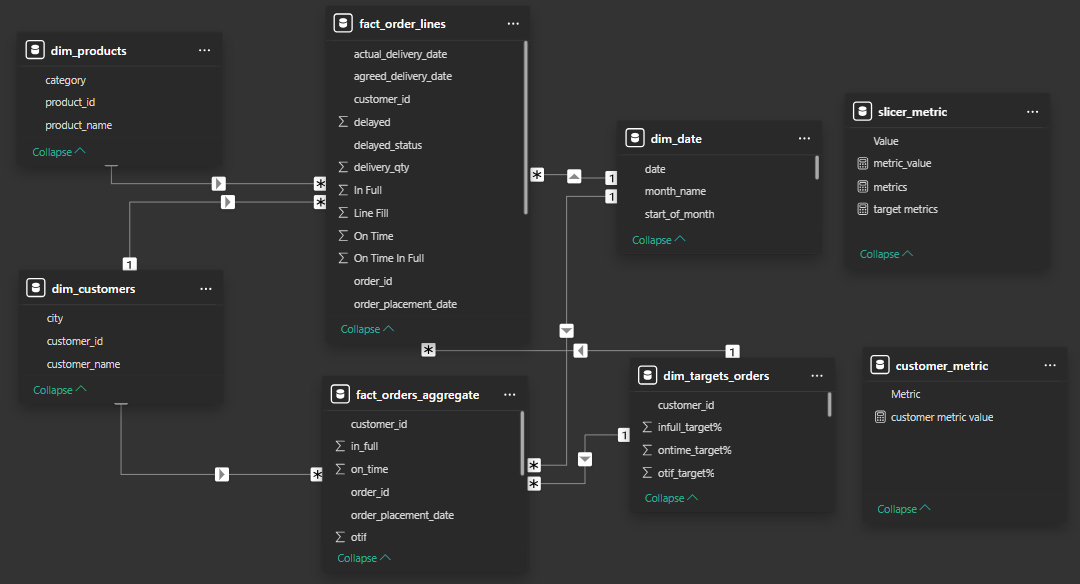 dim_products
category
product_id
product_name
Collapse
fact_order_lines
actual_delivery_date
agreed_delivery_date
customer_id
∑ delayed
delayed_status
∑ delivery_qty
∑ In Full
∑ Line Fill
∑ On Time
∑ On Time In Full
order_id
order_placement_date
Collapse
dim_date
date
month_name
start_of_month
Collapse
slicer_metric
Value
metric_value
metrics
target metrics
Collapse
*
*
*
1
1
1
dim_customers
city
customer_id
customer_name
Collapse
*
1
fact_orders_aggregate
customer_id
∑ in_full
∑ on_time
order_id
order_placement_date
∑ otif
Collapse
*
*
*
1
dim_targets_orders
customer_id
∑ infull_target%
∑ ontime_target%
∑ otif_target%
Collapse
customer_metric
Metric
customer metric value
Collapse